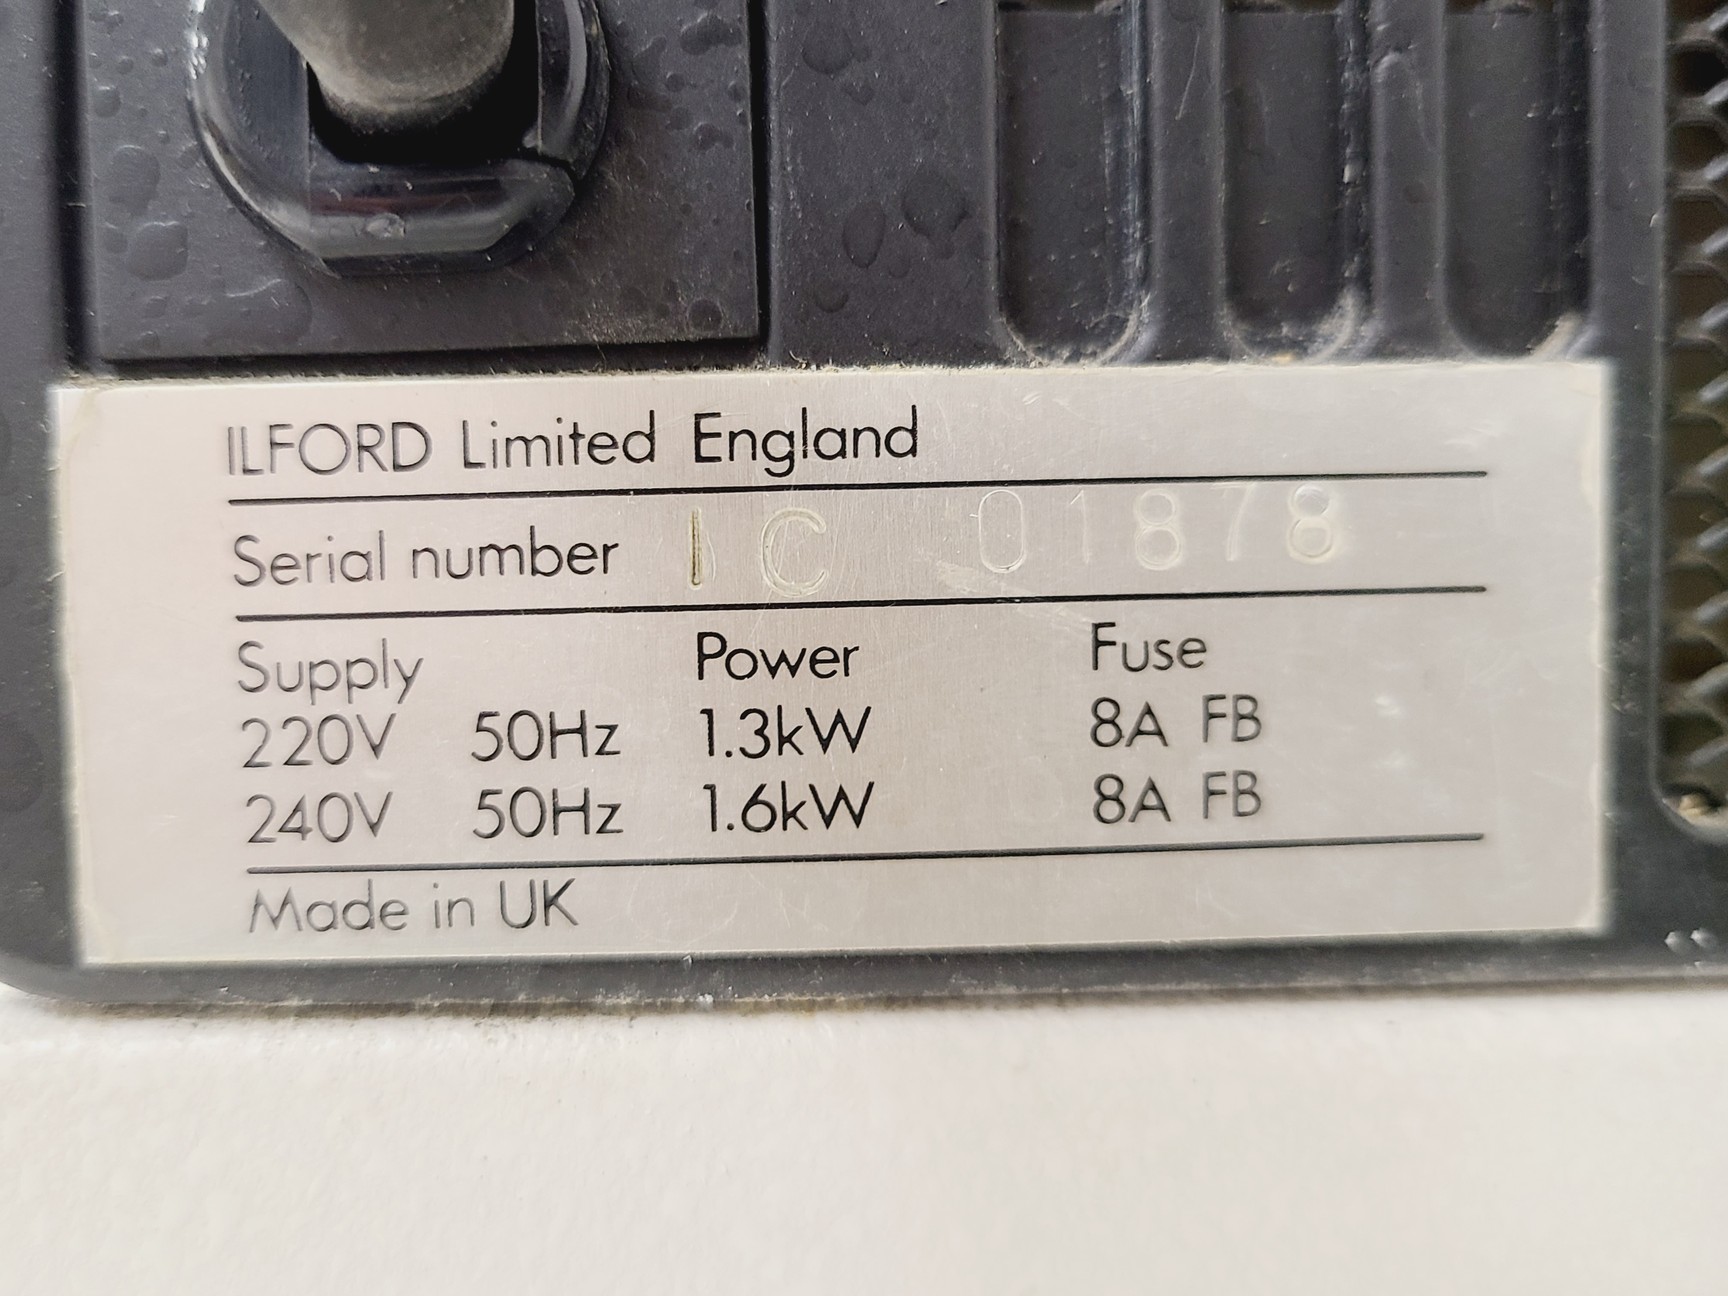 ILFORD Limited England
Serial number IC 01878
Supply Power Fuse
220V 50Hz 1.3kW 8A FB
240V 50Hz 1.6kW 8A FB
Made in UK